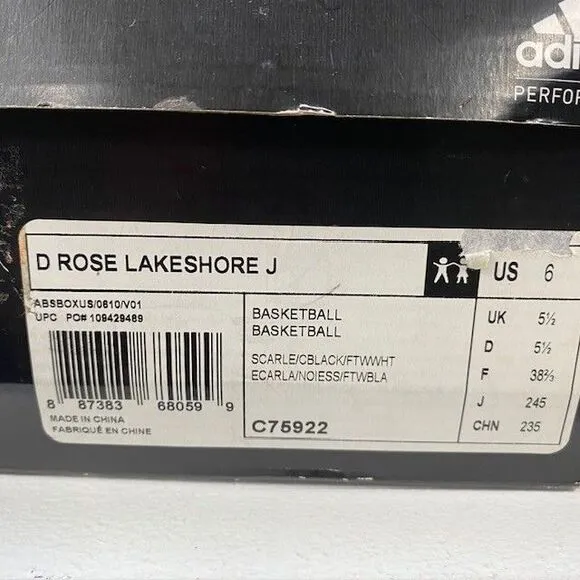 adi
PERFOR
D ROSE LAKESHORE J
US 6
ABSBOXUS/0610/V01
UPC PO# 109429489
8 87383 68059 9
MADE IN CHINA
FABRIQUÉ EN CHINE
BASKETBALL
BASKETBALL
SCARLE/CBLACK/FTWWHT
ECARLA/NOIESS/FTWBLA
C75922
UK 5½
D 5½
F 38⅔
J 245
CHN 235